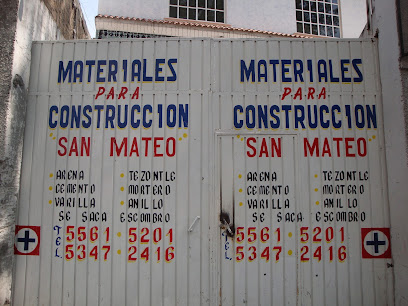 MATERIALES
PARA
CONSTRUCCION
SAN MATEO
• ARENA • TEZONTLE
• CEMENTO • MORTERO
• VARILLA • ANILLO
SE SACA ESCOMBRO
TEL 5561 • 5201
5347 • 2416
MATERIALES
PARA
CONSTRUCCION
SAN MATEO
• ARENA • TEZONTLE
• CEMENTO • MORTERO
• VARILLA • ANILLO
SE SACA ESCOMBRO
TEL 5561 • 5201
5347 • 2416